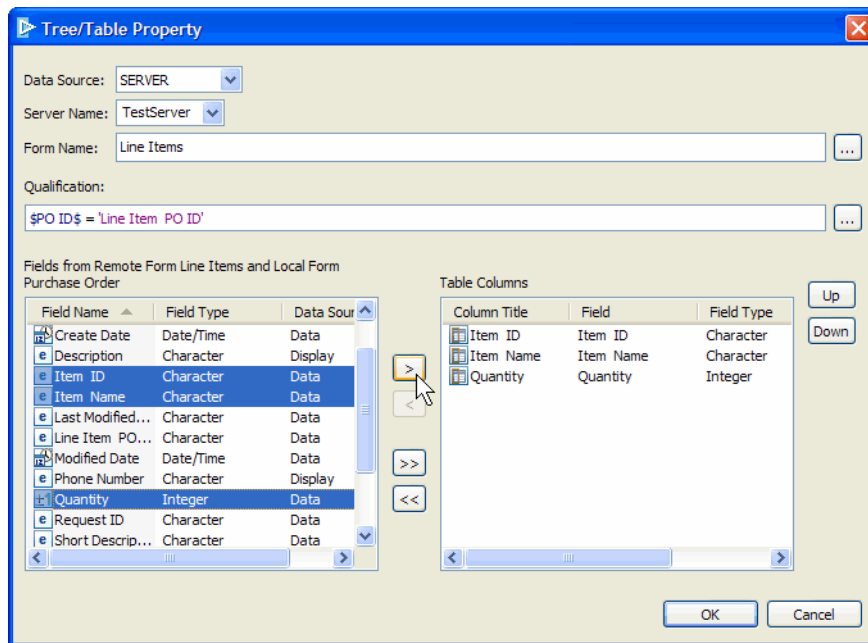 Tree/Table Property
Data Source: SERVER
Server Name: TestServer
Form Name: Line Items ...
Qualification:
$PO ID$ = 'Line Item PO ID' ...
Fields from Remote Form Line Items and Local Form
Purchase Order
Field Name Field Type Data Sour
Create Date Date/Time Data
Description Character Display
Item ID Character Data
Item Name Character Data
Last Modified... Character Data
Line Item PO... Character Data
Modified Date Date/Time Data
Phone Number Character Display
Quantity Integer Data
Request ID Character Data
Short Descrip... Character Data
>
<
>>
<<
Table Columns
Column Title Field Field Type
Item ID Item ID Character
Item Name Item Name Character
Quantity Quantity Integer
Up
Down
OK Cancel